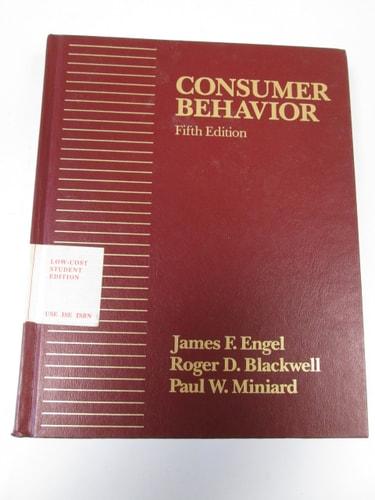 CONSUMER
BEHAVIOR
Fifth Edition
LOW-COST
STUDENT
EDITION
USE ISE ISBN
James F. Engel
Roger D. Blackwell
Paul W. Miniard